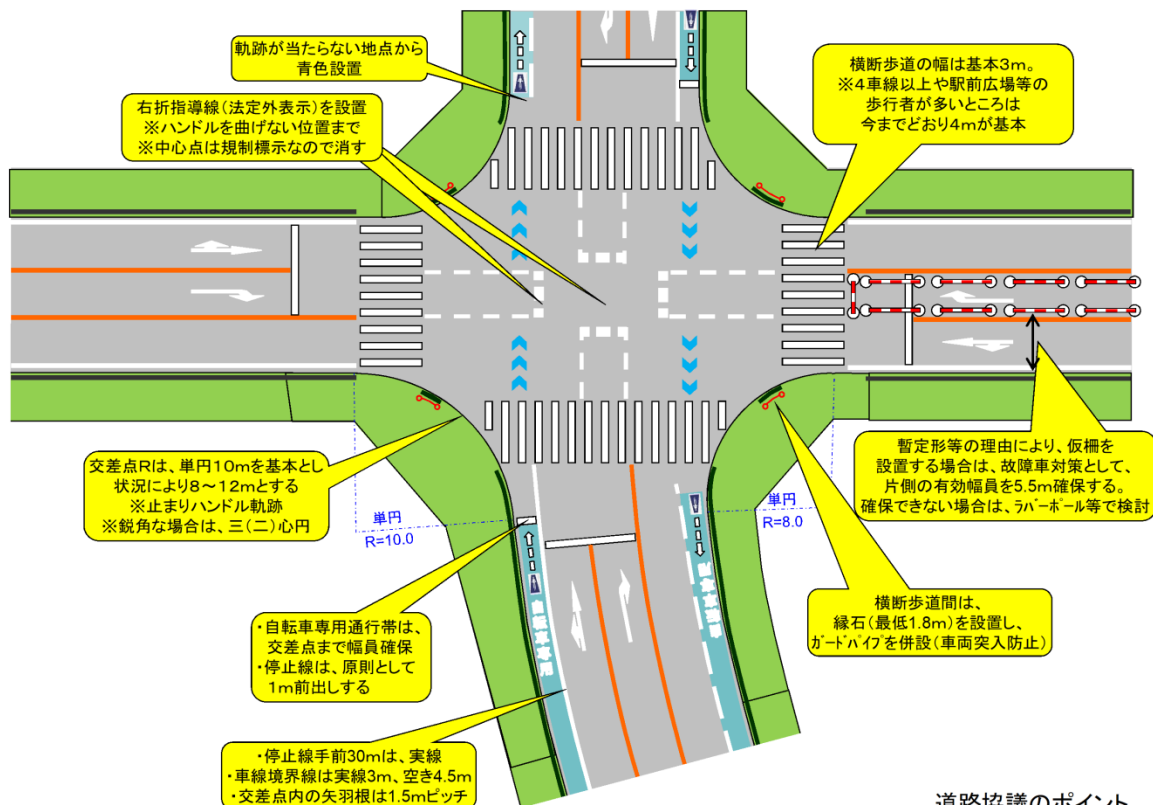 軌跡が当たらない地点から
青色設置
右折指導線(法定外表示)を設置
※ハンドルを曲げない位置まで
※中心点は規制標示なので消す
横断歩道の幅は基本3m。
※4車線以上や駅前広場等の
歩行者が多いところは
今までどおり4mが基本
交差点Rは、単円10mを基本とし
状況により8～12mとする
※止まりハンドル軌跡
※鋭角な場合は、三(二)心円
単円
R=10.0
単円
R=8.0
暫定形等の理由により、仮柵を
設置する場合は、故障車対策として、
片側の有効幅員を5.5m確保する。
確保できない場合は、ラバーポール等で検討
横断歩道間は、
縁石(最低1.8m)を設置し、
ガードパイプを併設(車両突入防止)
・自転車専用通行帯は、
交差点まで幅員確保
・停止線は、原則として
1m前出しする
・停止線手前30mは、実線
・車線境界線は実線3m、空き4.5m
・交差点内の矢羽根は1.5mピッチ
道路協議のポイント